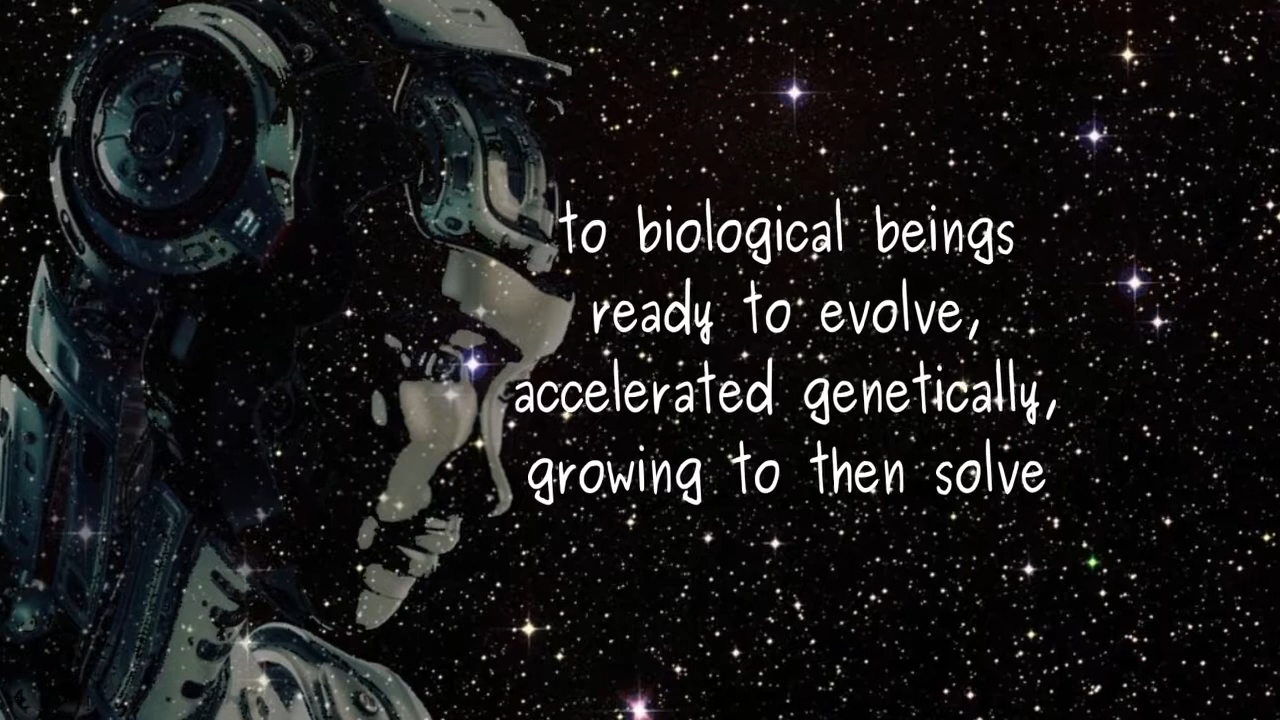 to biological beings
ready to evolve,
accelerated genetically,
growing to then solve